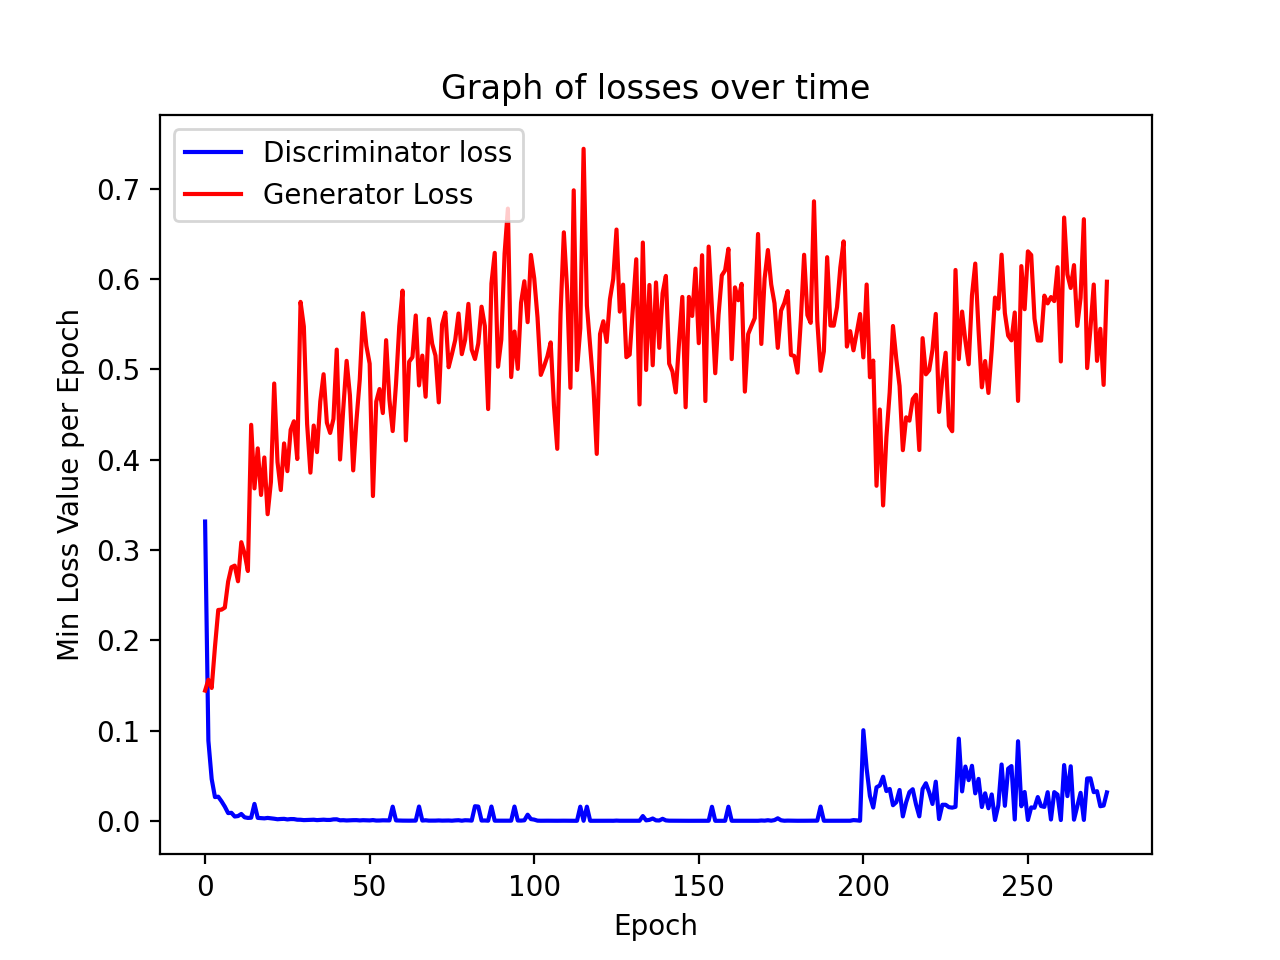 Graph of losses over time
Discriminator loss
Generator Loss
Min Loss Value per Epoch
0.7
0.6
0.5
0.4
0.3
0.2
0.1
0.0
0 50 100 150 200 250
Epoch